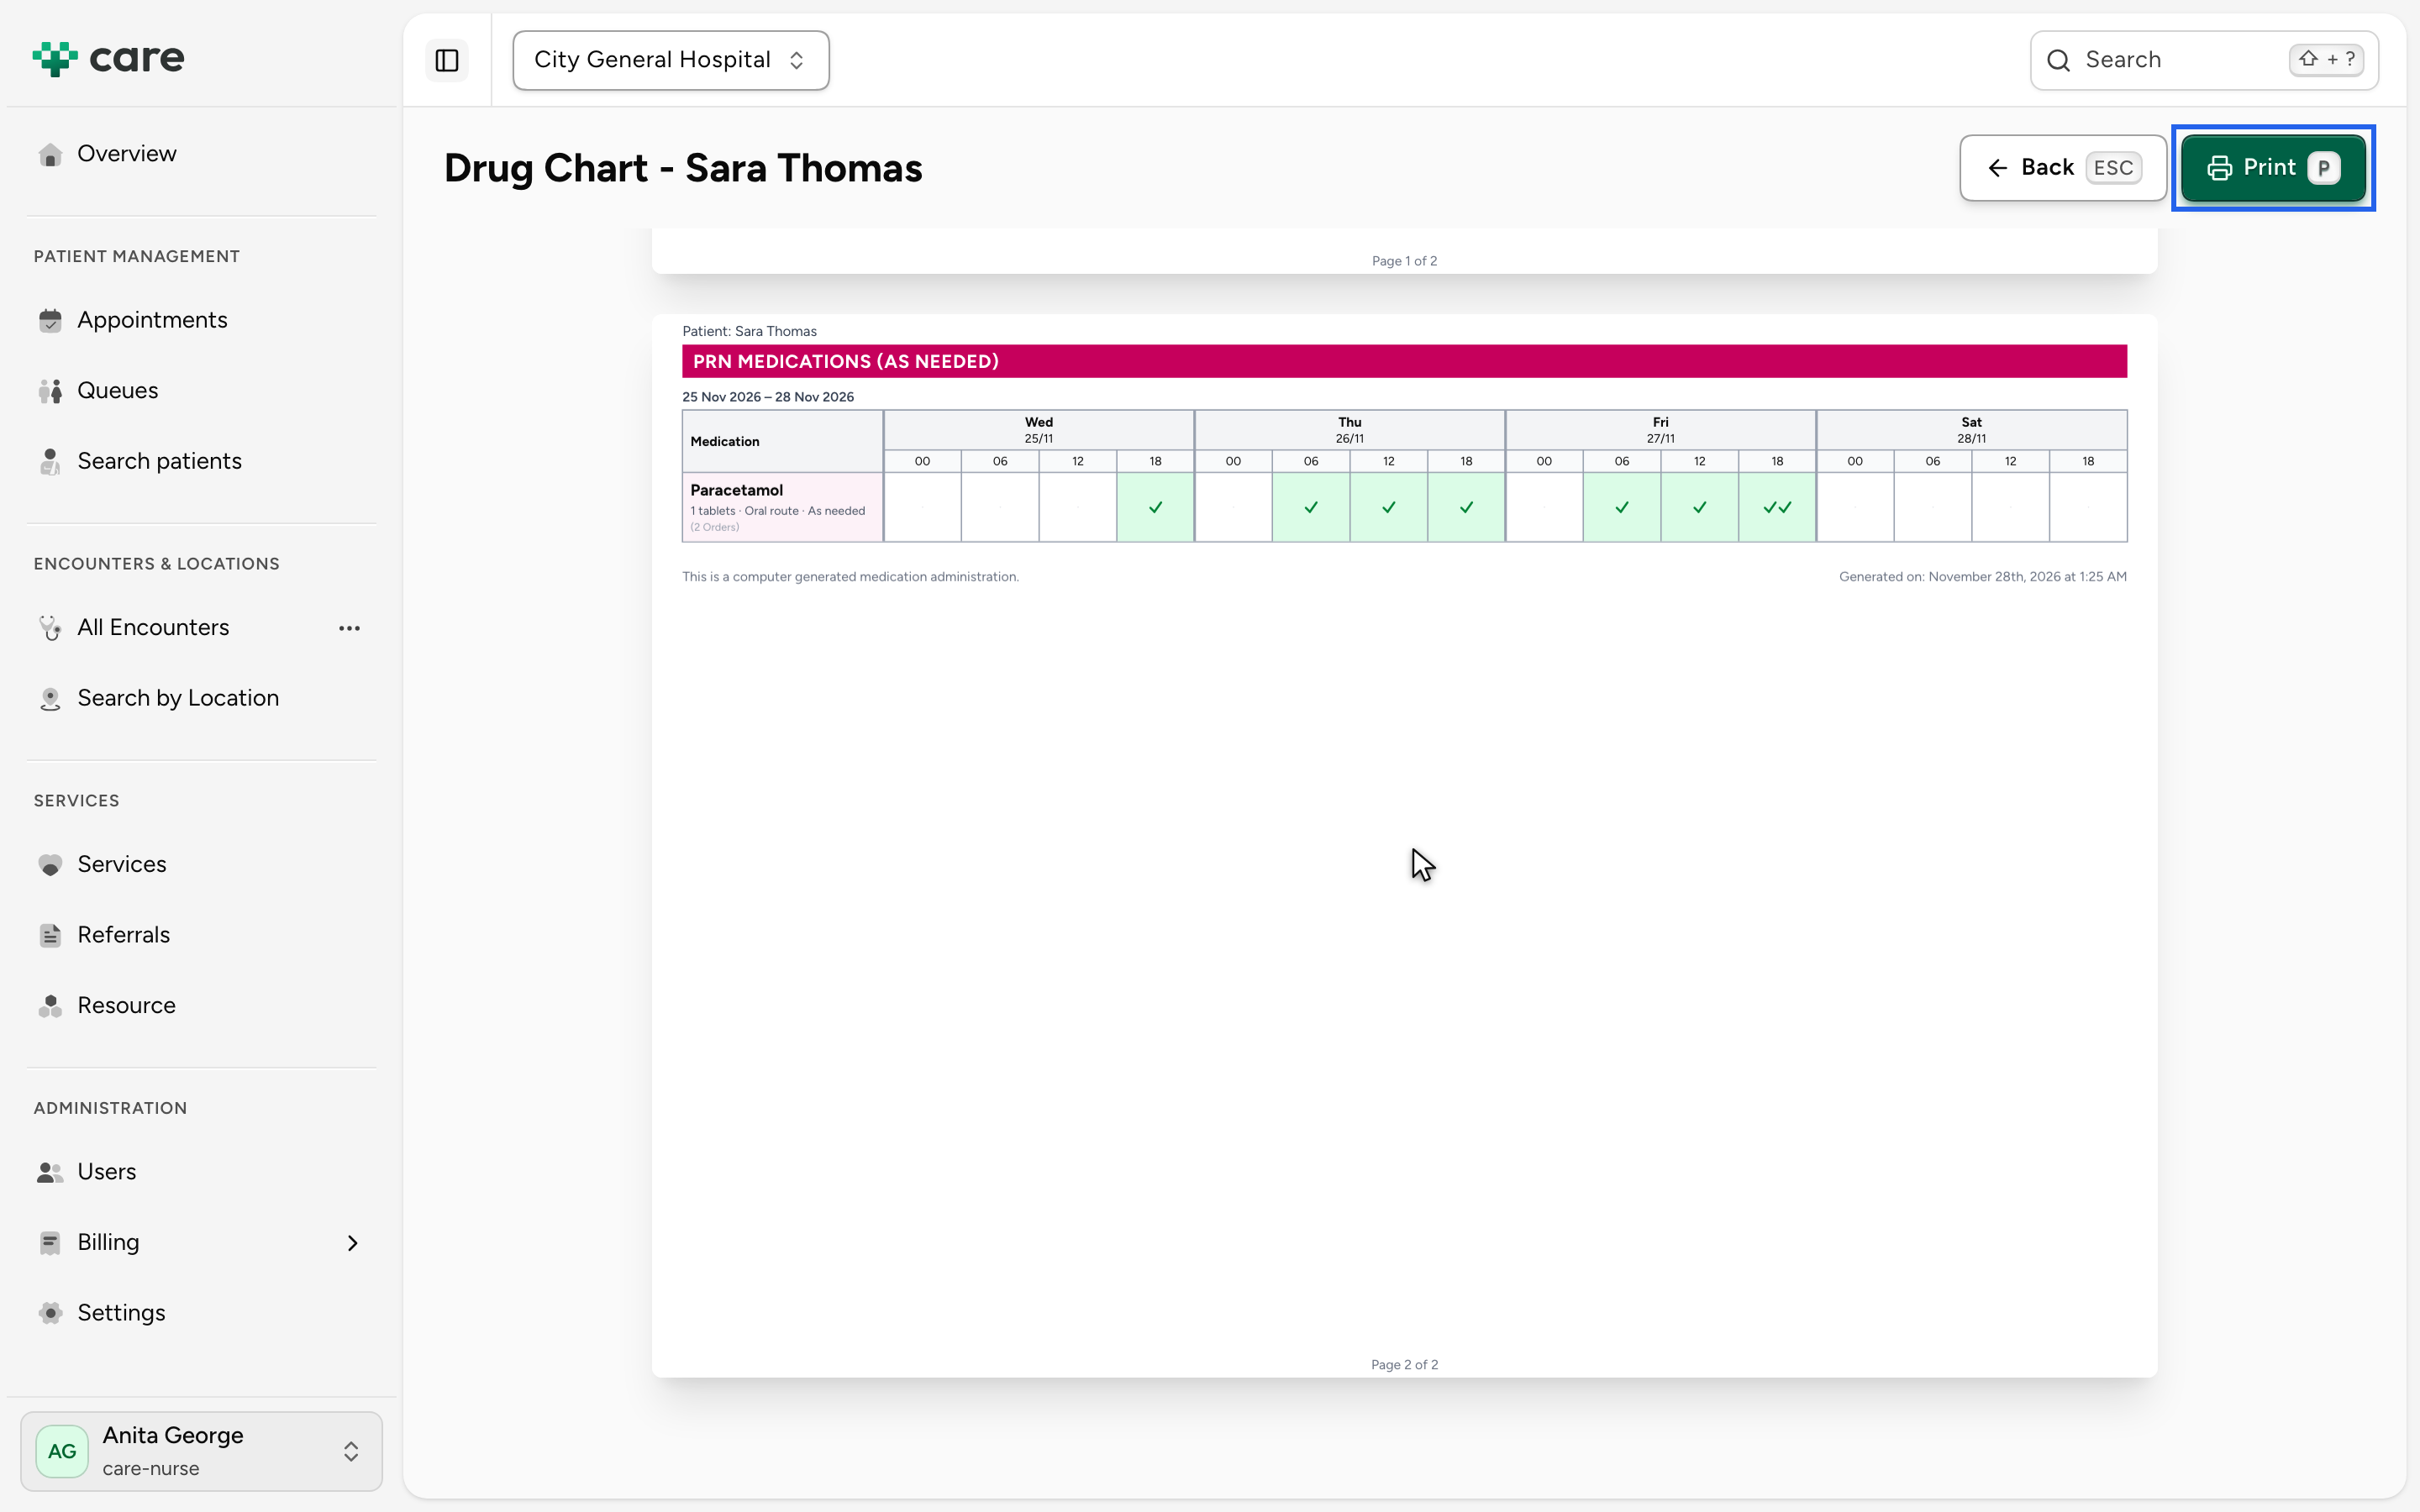 care
City General Hospital
Search
+ ?
Overview
PATIENT MANAGEMENT
Appointments
Queues
Search patients
ENCOUNTERS & LOCATIONS
All Encounters
Search by Location
SERVICES
Services
Referrals
Resource
ADMINISTRATION
Users
Billing
Settings
AG
Anita George
care-nurse
Drug Chart - Sara Thomas
Back ESC
Print P
Page 1 of 2
Patient: Sara Thomas
PRN MEDICATIONS (AS NEEDED)
25 Nov 2026 – 28 Nov 2026
Medication
Wed Thu Fri Sat
25/11 26/11 27/11 28/11
00 06 12 18 00 06 12 18 00 06 12 18 00 06 12 18
Paracetamol
1 tablets · Oral route · As needed
(2 Orders)
This is a computer generated medication administration.
Generated on: November 28th, 2026 at 1:25 AM
Page 2 of 2